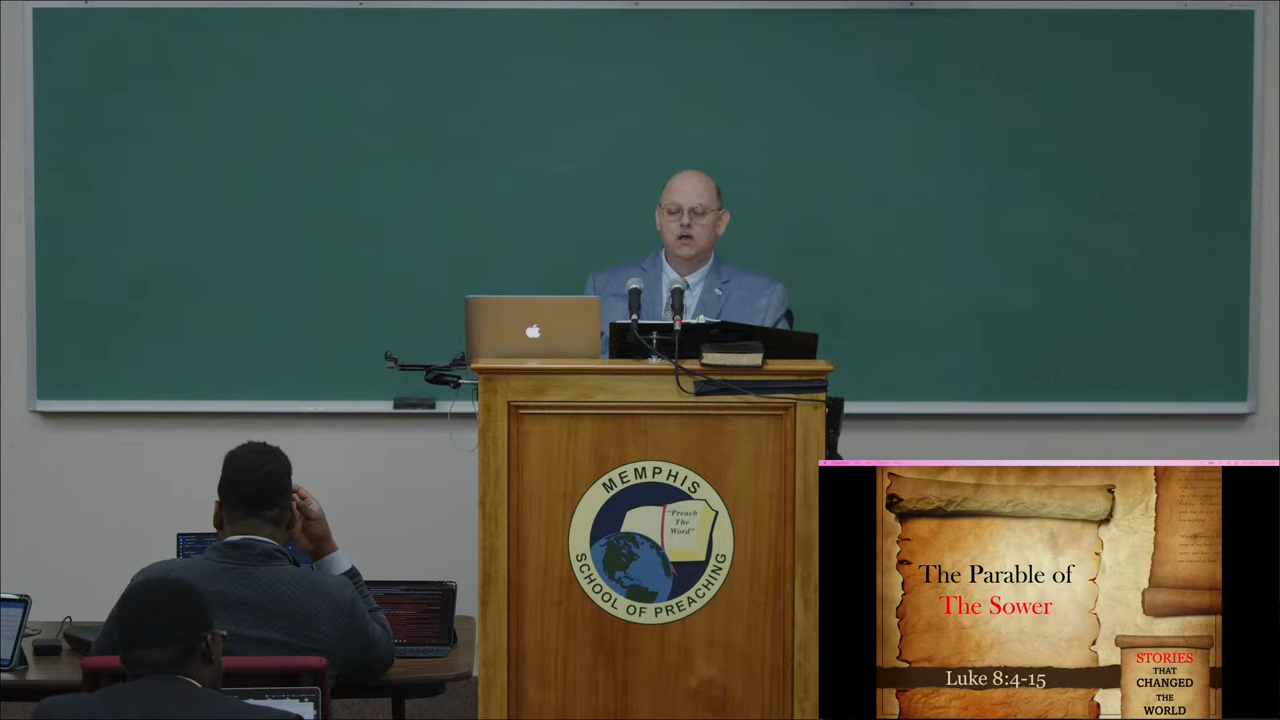 MEMPHIS
"Preach
The
Word"
SCHOOL OF PREACHING
The Parable of
The Sower
Luke 8:4-15
STORIES
THAT
CHANGED
THE
WORLD